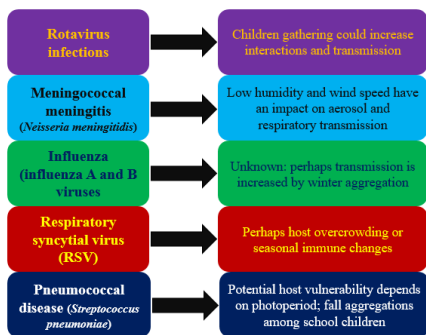 Rotavirus
infections
Children gathering could increase
interactions and transmission
Meningococcal
meningitis
(Neisseria meningitidis)
Low humidity and wind speed have
an impact on aerosol and
respiratory transmission
Influenza
(influenza A and B
viruses
Unknown: perhaps transmission is
increased by winter aggregation
Respiratory
syncytial virus
(RSV)
Perhaps host overcrowding or
seasonal immune changes
Pneumococcal
disease (Streptococcus
pneumoniae)
Potential host vulnerability depends
on photoperiod; fall aggregations
among school children